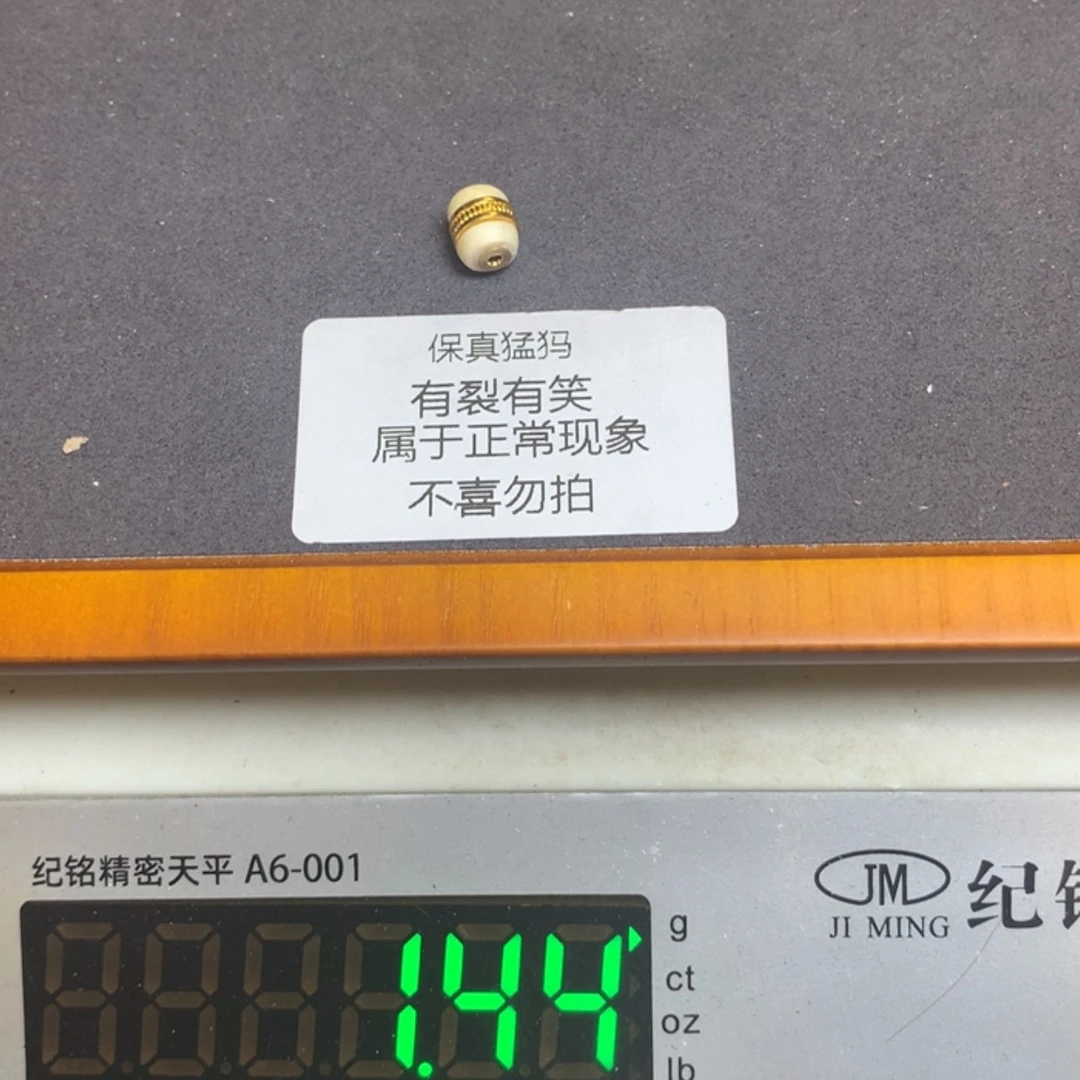 保真猛犸
有裂有笑
属于正常现象
不喜勿拍
纪铭精密天平 A6-001
JM
JI MING
纪
1.44
g
ct
oz
lb